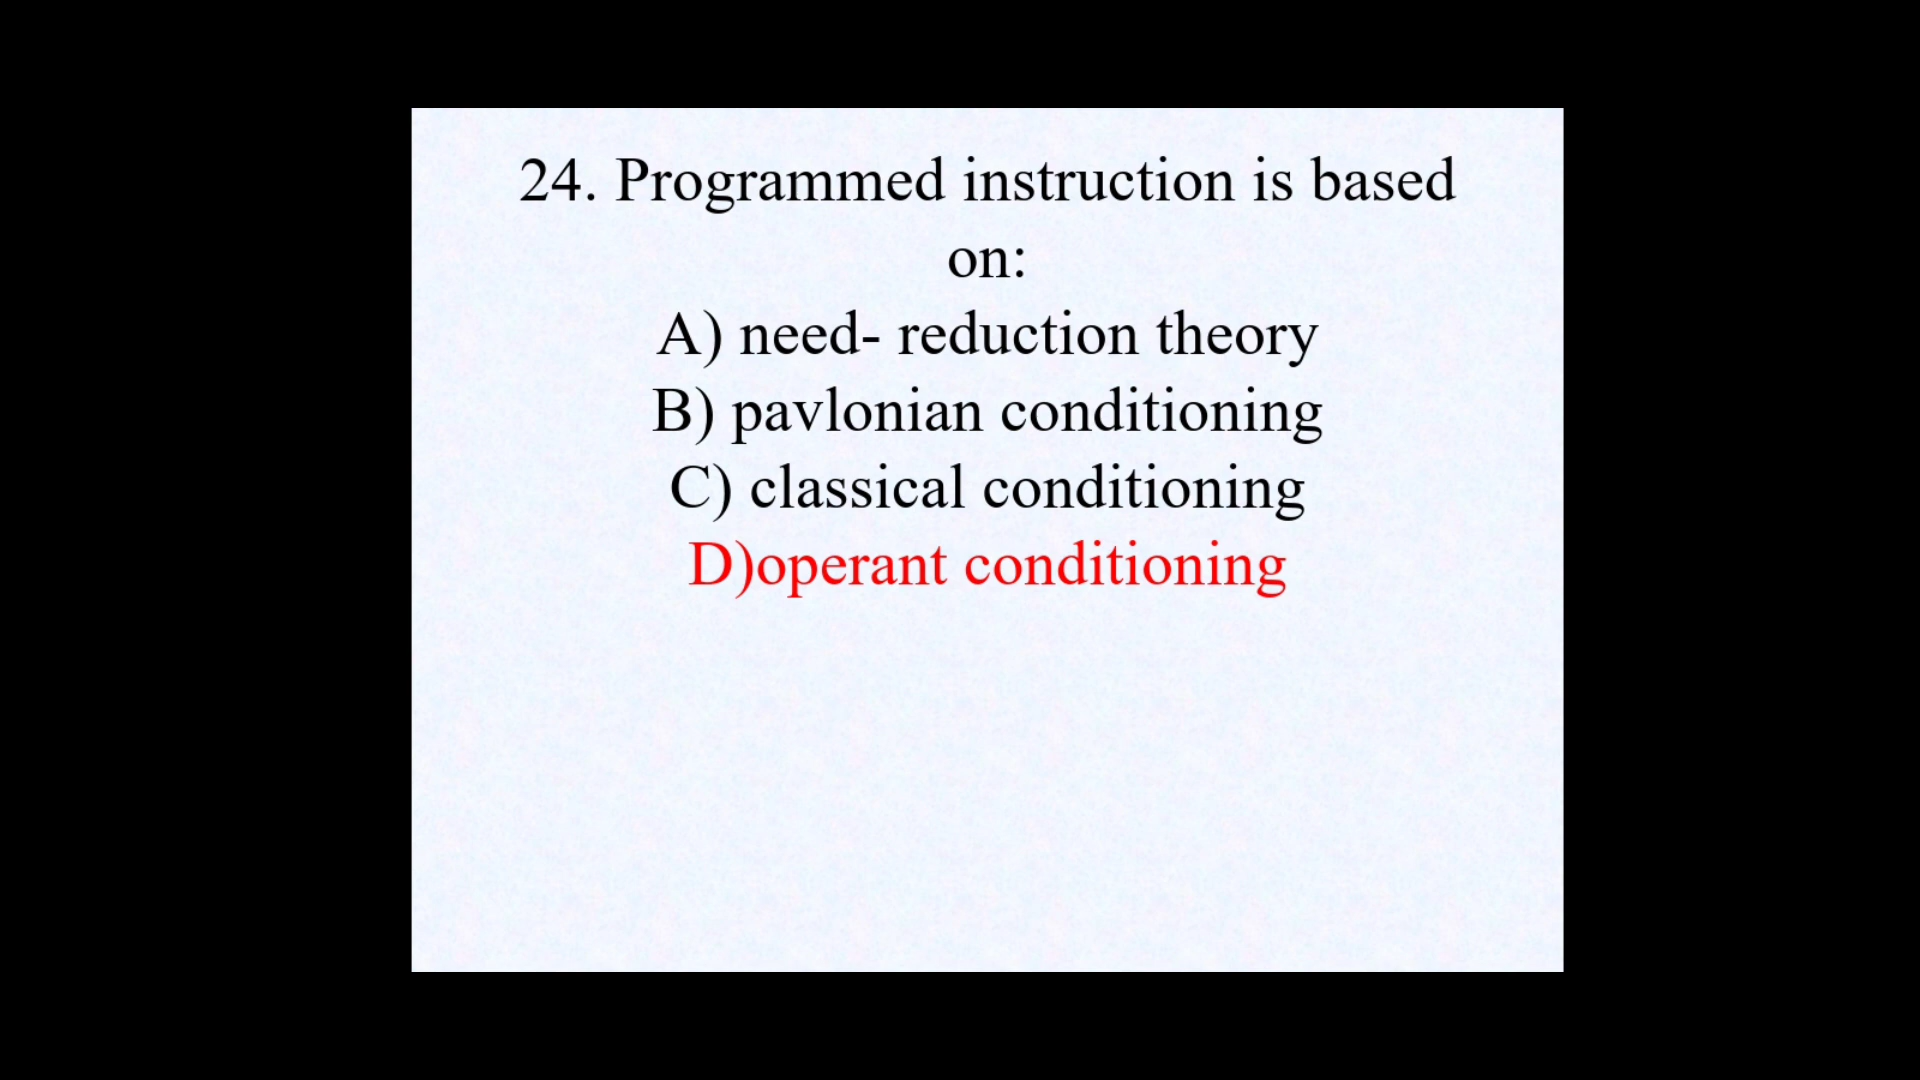 24. Programmed instruction is based
on:
A) need- reduction theory
B) pavlonian conditioning
C) classical conditioning
D)operant conditioning